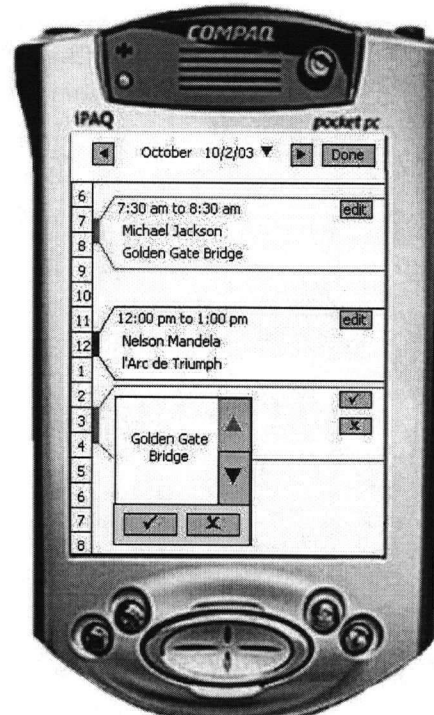 COMPAQ
iPAQ pocket pc
October 10/2/03 Done
6
7
8
9
10
11
12
1
2
3
4
5
6
7
8
7:30 am to 8:30 am edit
Michael Jackson
Golden Gate Bridge
12:00 pm to 1:00 pm edit
Nelson Mandela
l'Arc de Triumph
Golden Gate
Bridge